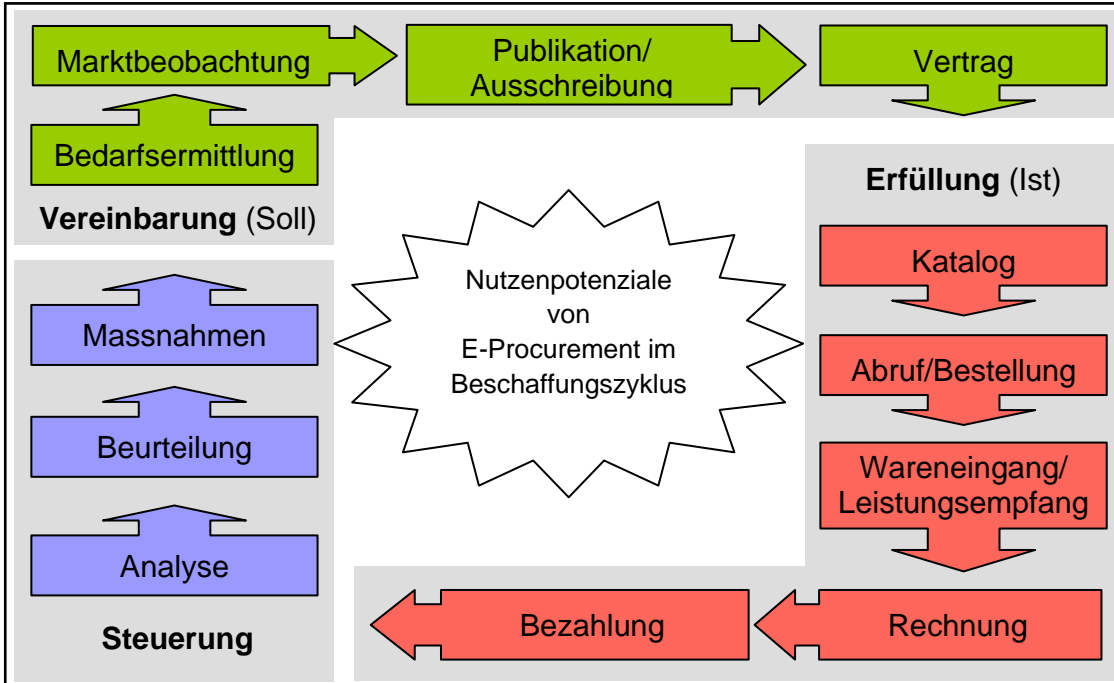 Marktbeobachtung
Publikation/
Ausschreibung
Vertrag
Bedarfsermittlung
Vereinbarung (Soll)
Erfüllung (Ist)
Katalog
Abruf/Bestellung
Wareneingang/
Leistungsempfang
Rechnung
Bezahlung
Massnahmen
Beurteilung
Analyse
Steuerung
Nutzenpotenziale
von
E-Procurement im
Beschaffungszyklus